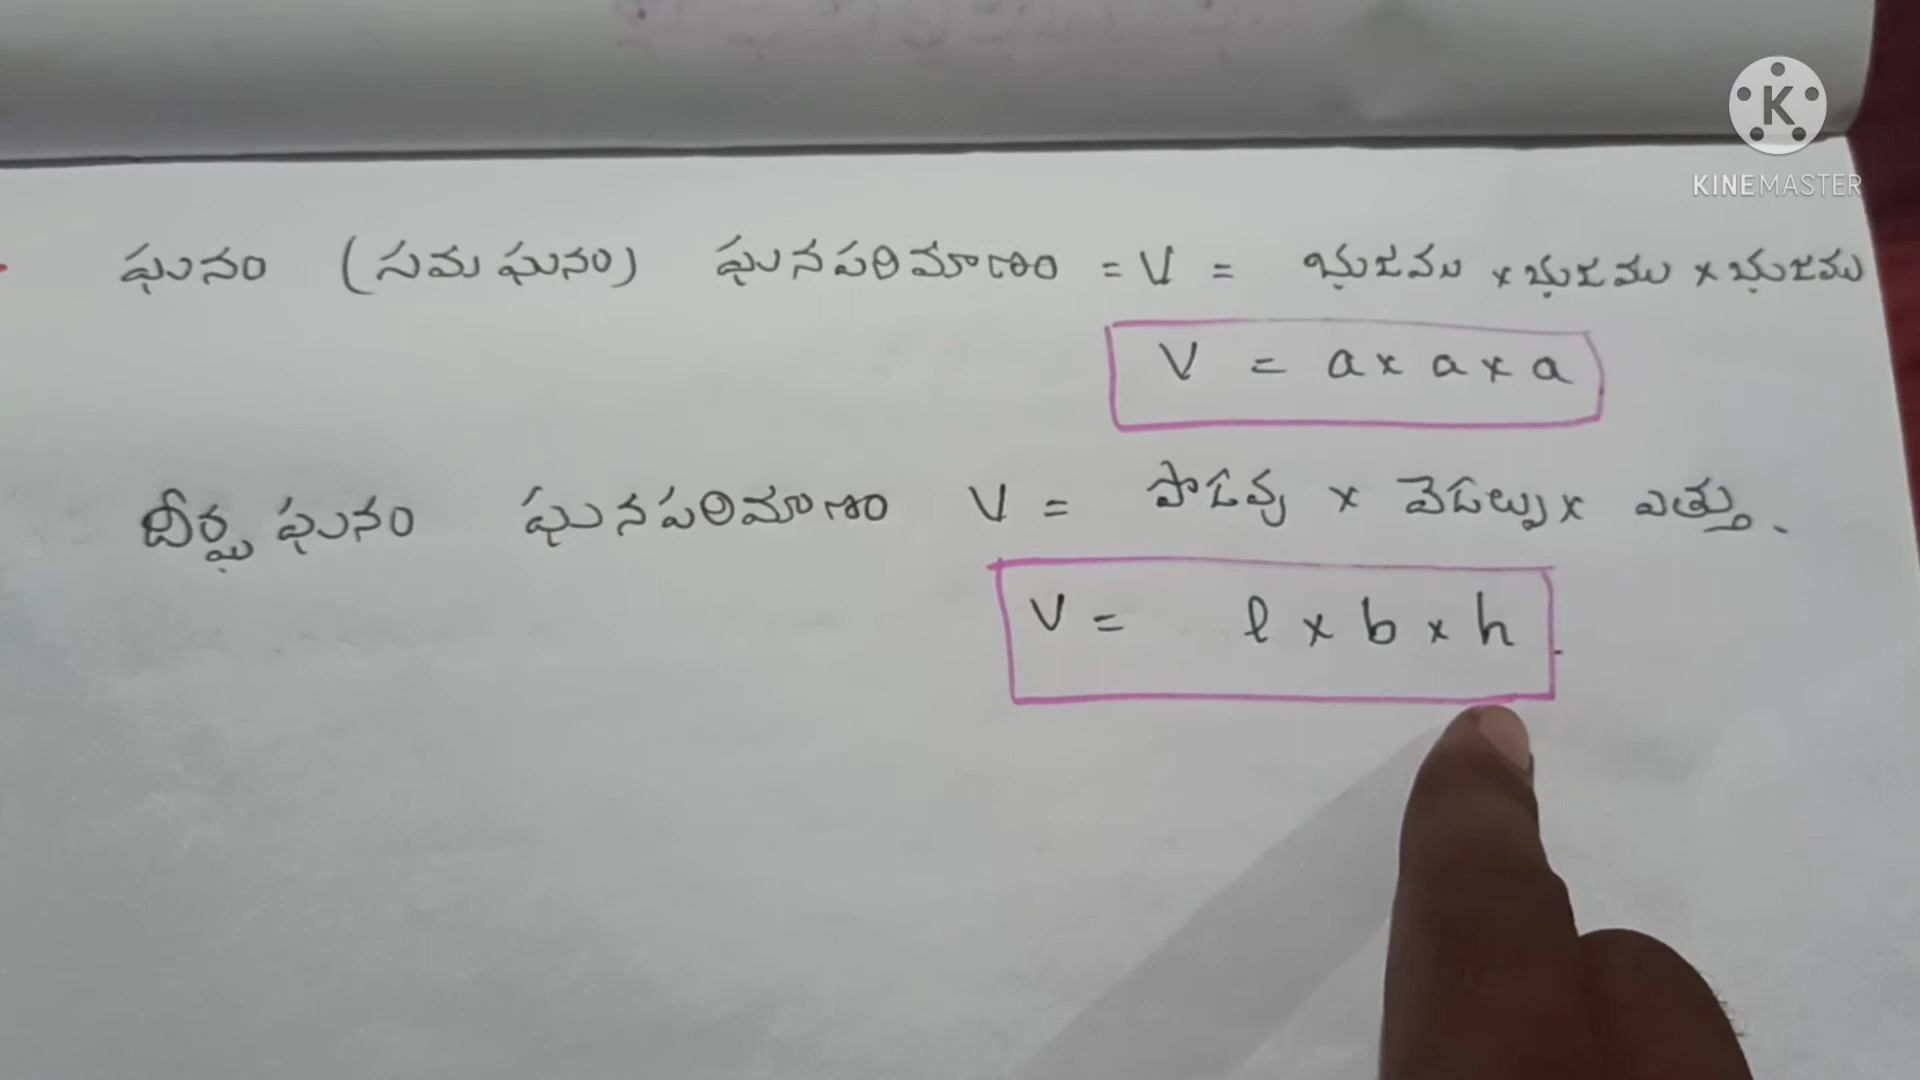 K
KINEMASTER
ఘనం (సమ ఘనం) ఘనపరిమాణం = V = భుజము × భుజము × భుజము
V = a × a × a
దీర్ఘ ఘనం ఘనపరిమాణం V = పొడవు × వెడల్పు × ఎత్తు.
V = l × b × h